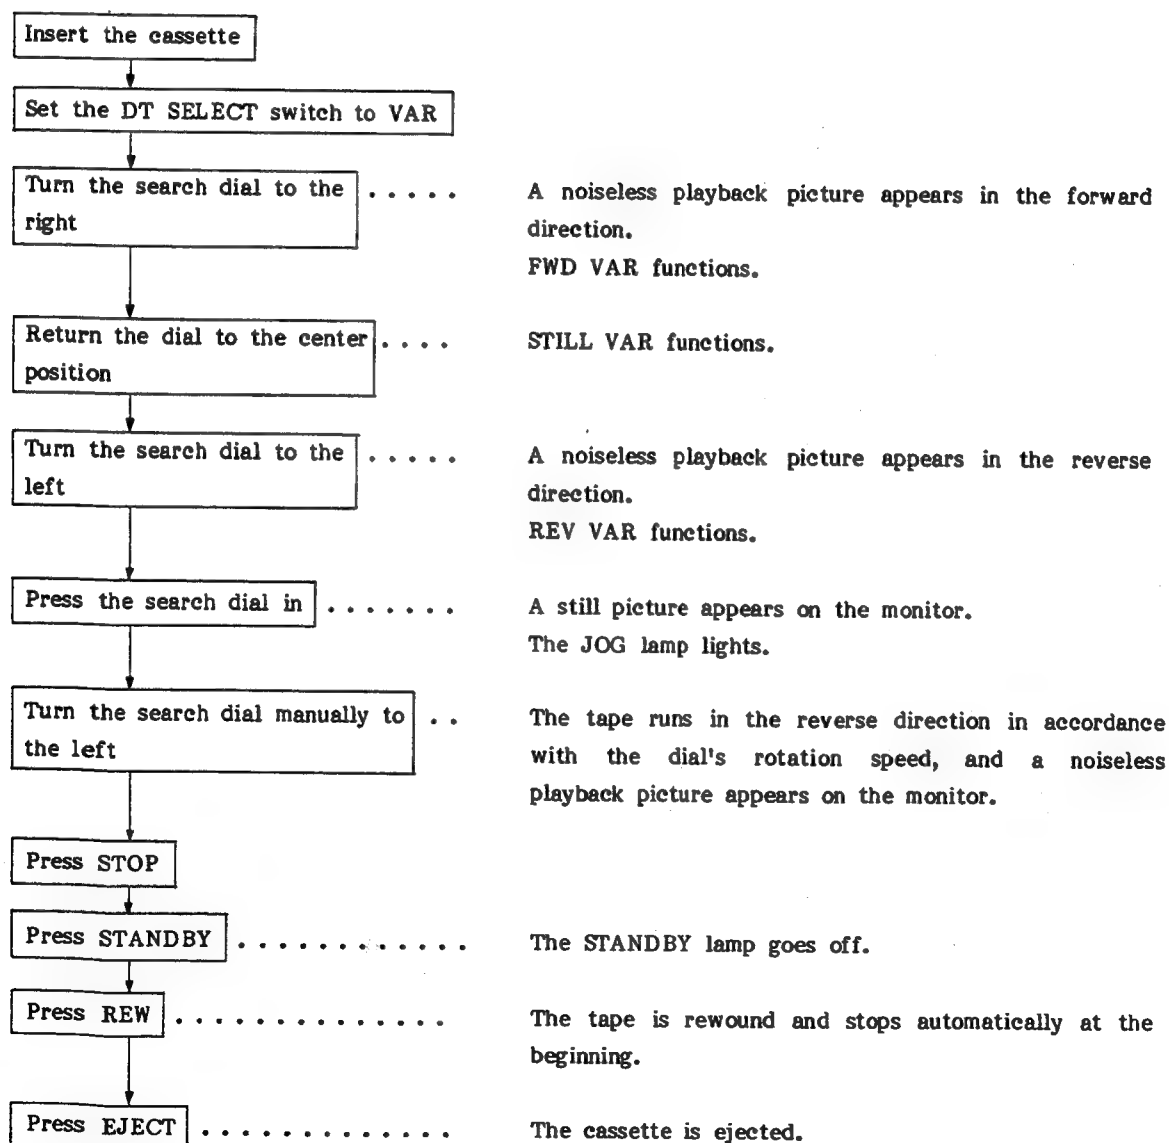 Insert the cassette
Set the DT SELECT switch to VAR
Turn the search dial to the
right
. . . . .
A noiseless playback picture appears in the forward
direction.
FWD VAR functions.
Return the dial to the center
position
. . . .
STILL VAR functions.
Turn the search dial to the
left
. . . . .
A noiseless playback picture appears in the reverse
direction.
REV VAR functions.
Press the search dial in . . . . . . .
A still picture appears on the monitor.
The JOG lamp lights.
Turn the search dial manually to
the left
. .
The tape runs in the reverse direction in accordance
with the dial's rotation speed, and a noiseless
playback picture appears on the monitor.
Press STOP
Press STANDBY . . . . . . . . . . . .
The STANDBY lamp goes off.
Press REW . . . . . . . . . . . . . .
The tape is rewound and stops automatically at the
beginning.
Press EJECT . . . . . . . . . . . . .
The cassette is ejected.